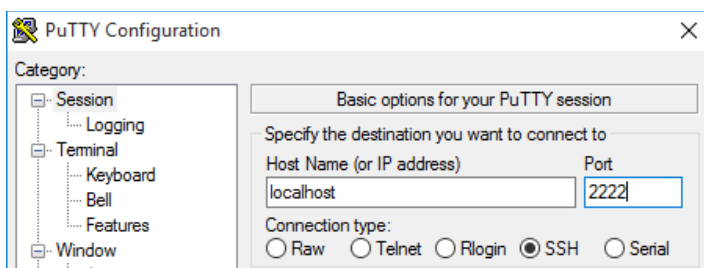 PuTTY Configuration
Category:
Session
Logging
Terminal
Keyboard
Bell
Features
Window
Basic options for your PuTTY session
Specify the destination you want to connect to
Host Name (or IP address) Port
localhost 2222
Connection type:
Raw Telnet Rlogin SSH Serial